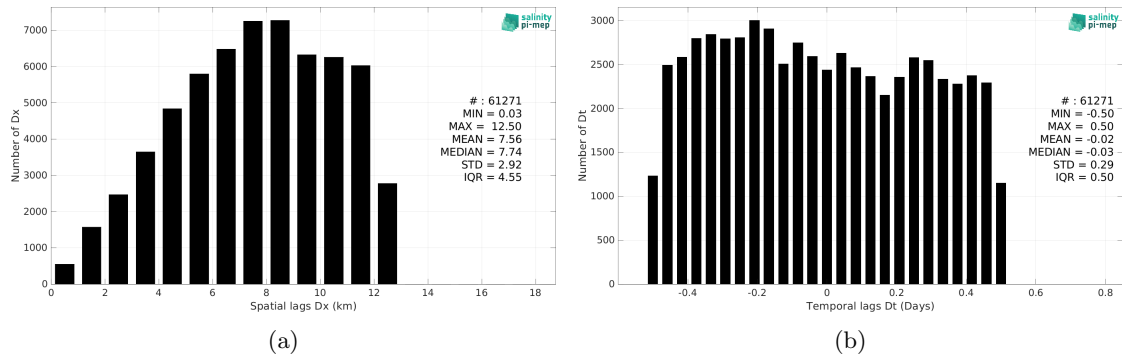 salinity
pi-mep
7000
6000
5000
4000
3000
2000
1000
0
Number of Dx
# : 61271
MIN = 0.03
MAX = 12.50
MEAN = 7.56
MEDIAN = 7.74
STD = 2.92
IQR = 4.55
0 2 4 6 8 10 12 14 16 18
Spatial lags Dx (km)
(a)
salinity
pi-mep
3000
2500
2000
1500
1000
500
0
Number of Dt
# : 61271
MIN = -0.50
MAX = 0.50
MEAN = -0.02
MEDIAN = -0.03
STD = 0.29
IQR = 0.50
-0.4 -0.2 0 0.2 0.4 0.6 0.8
Temporal lags Dt (Days)
(b)